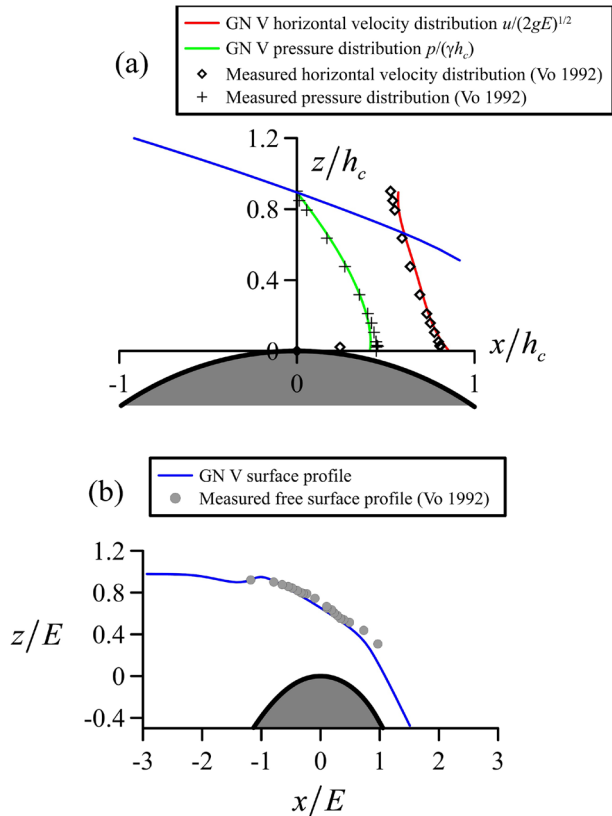 GN V horizontal velocity distribution u/(2gE)^{1/2}
GN V pressure distribution p/(γh_c)
Measured horizontal velocity distribution (Vo 1992)
Measured pressure distribution (Vo 1992)
(a)
1.2
z/h_c
0.8
0.4
0
x/h_c
-1 0 1
(b)
GN V surface profile
Measured free surface profile (Vo 1992)
1.2
0.8
z/E
0.4
0
-0.4
-3 -2 -1 0 1 2 3
x/E